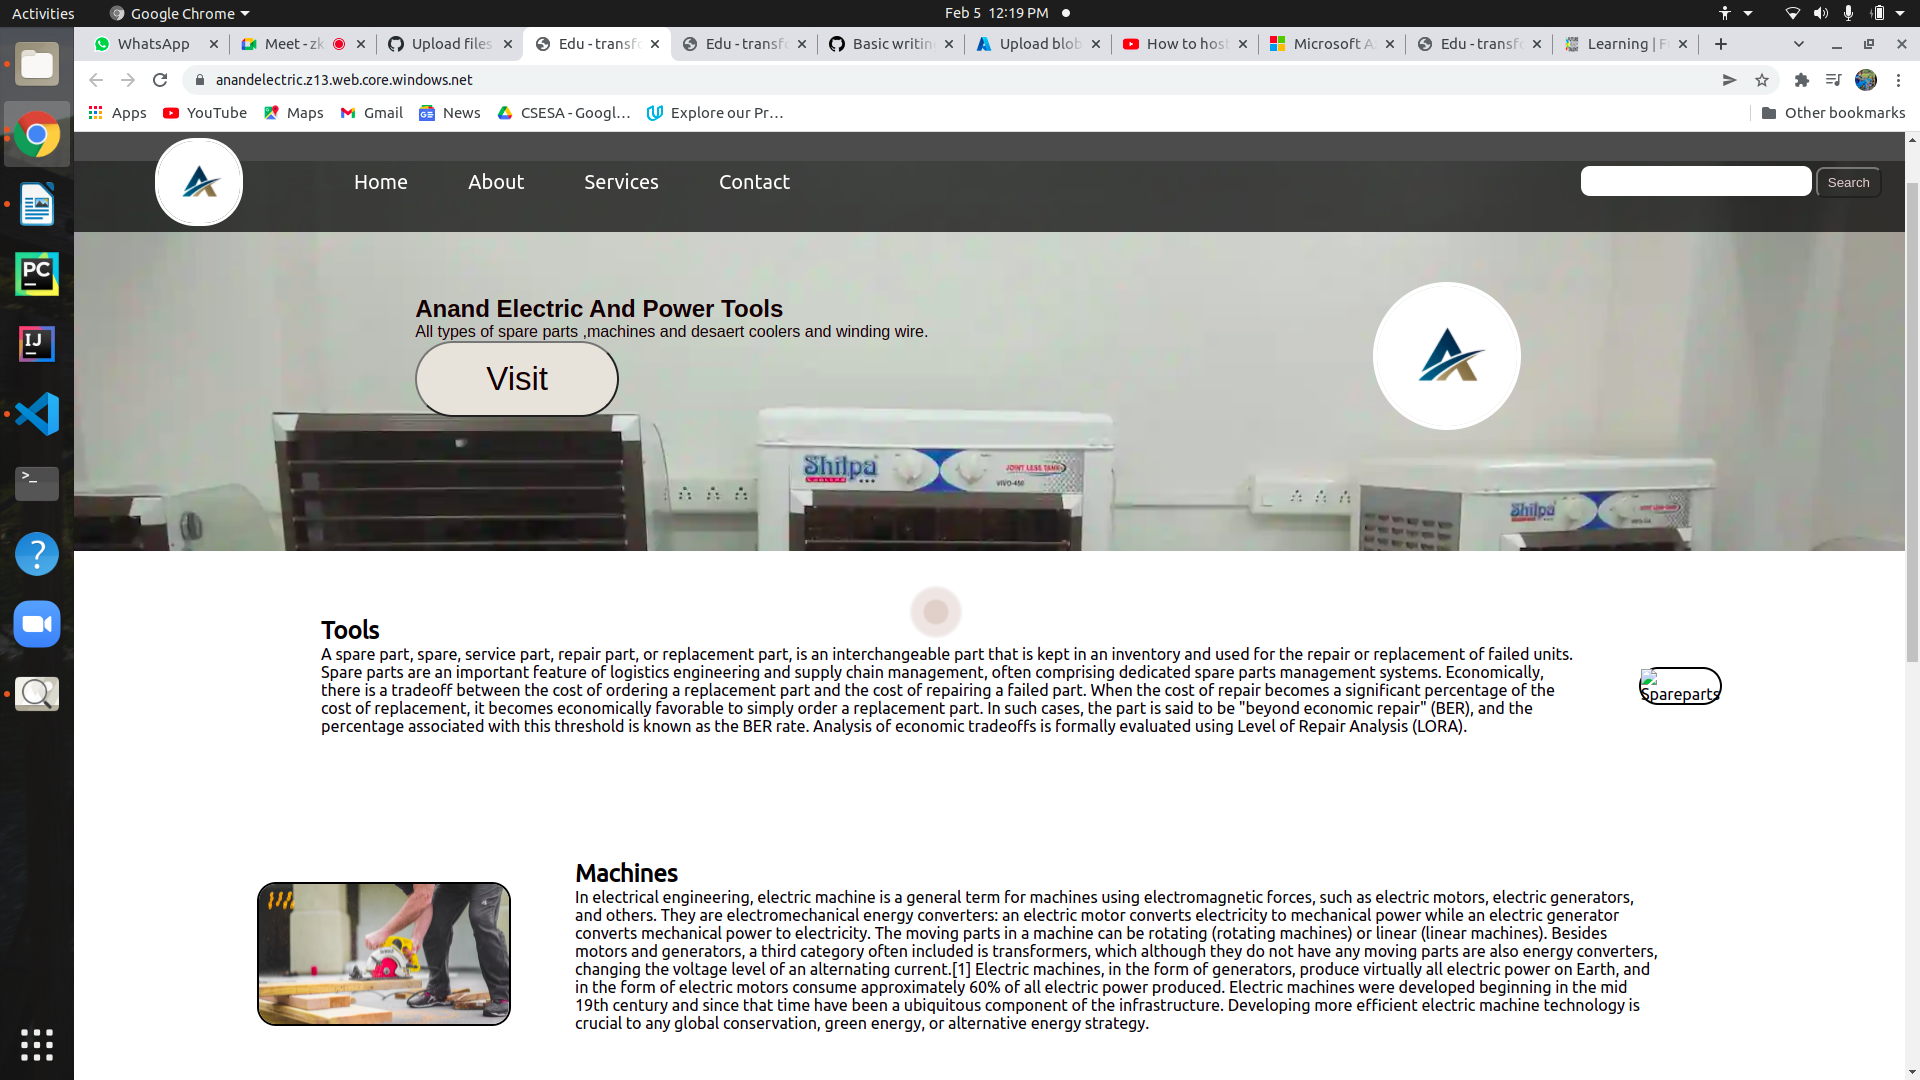 Activities
Google Chrome
Feb 5 12:19 PM
WhatsApp
Meet - zk
Upload files
Edu - transfo
Edu - transfo
Basic writing
Upload blob
How to host
Microsoft A
Edu - transfo
Learning | F
anandelectric.z13.web.core.windows.net
Apps
YouTube
Maps
Gmail
News
CSESA - Googl...
Explore our Pr...
Other bookmarks
Home
About
Services
Contact
Search
Anand Electric And Power Tools
All types of spare parts ,machines and desaert coolers and winding wire.
Visit
Shilpa
COOLERS
JOINT LESS TANK
VIVO-450
Shilpa
Tools
A spare part, spare, service part, repair part, or replacement part, is an interchangeable part that is kept in an inventory and used for the repair or replacement of failed units.
Spare parts are an important feature of logistics engineering and supply chain management, often comprising dedicated spare parts management systems. Economically,
there is a tradeoff between the cost of ordering a replacement part and the cost of repairing a failed part. When the cost of repair becomes a significant percentage of the
cost of replacement, it becomes economically favorable to simply order a replacement part. In such cases, the part is said to be "beyond economic repair" (BER), and the
percentage associated with this threshold is known as the BER rate. Analysis of economic tradeoffs is formally evaluated using Level of Repair Analysis (LORA).
Spareparts
Machines
In electrical engineering, electric machine is a general term for machines using electromagnetic forces, such as electric motors, electric generators,
and others. They are electromechanical energy converters: an electric motor converts electricity to mechanical power while an electric generator
converts mechanical power to electricity. The moving parts in a machine can be rotating (rotating machines) or linear (linear machines). Besides
motors and generators, a third category often included is transformers, which although they do not have any moving parts are also energy converters,
changing the voltage level of an alternating current.[1] Electric machines, in the form of generators, produce virtually all electric power on Earth, and
in the form of electric motors consume approximately 60% of all electric power produced. Electric machines were developed beginning in the mid
19th century and since that time have been a ubiquitous component of the infrastructure. Developing more efficient electric machine technology is
crucial to any global conservation, green energy, or alternative energy strategy.